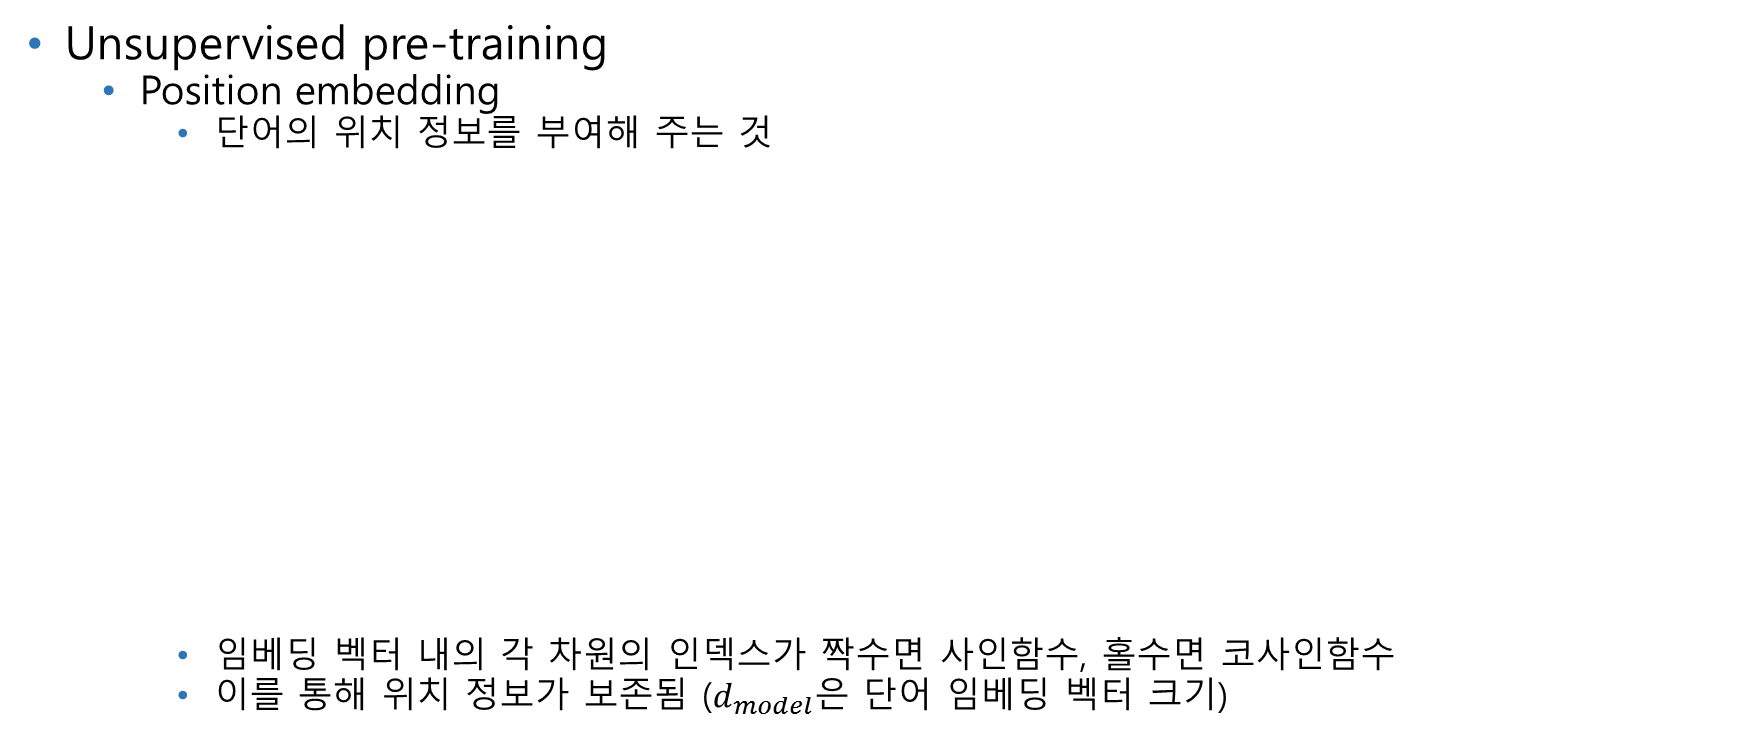 • Unsupervised pre-training
• Position embedding
• 단어의 위치 정보를 부여해 주는 것
• 임베딩 벡터 내의 각 차원의 인덱스가 짝수면 사인함수, 홀수면 코사인함수
• 이를 통해 위치 정보가 보존됨 (d_model은 단어 임베딩 벡터 크기)